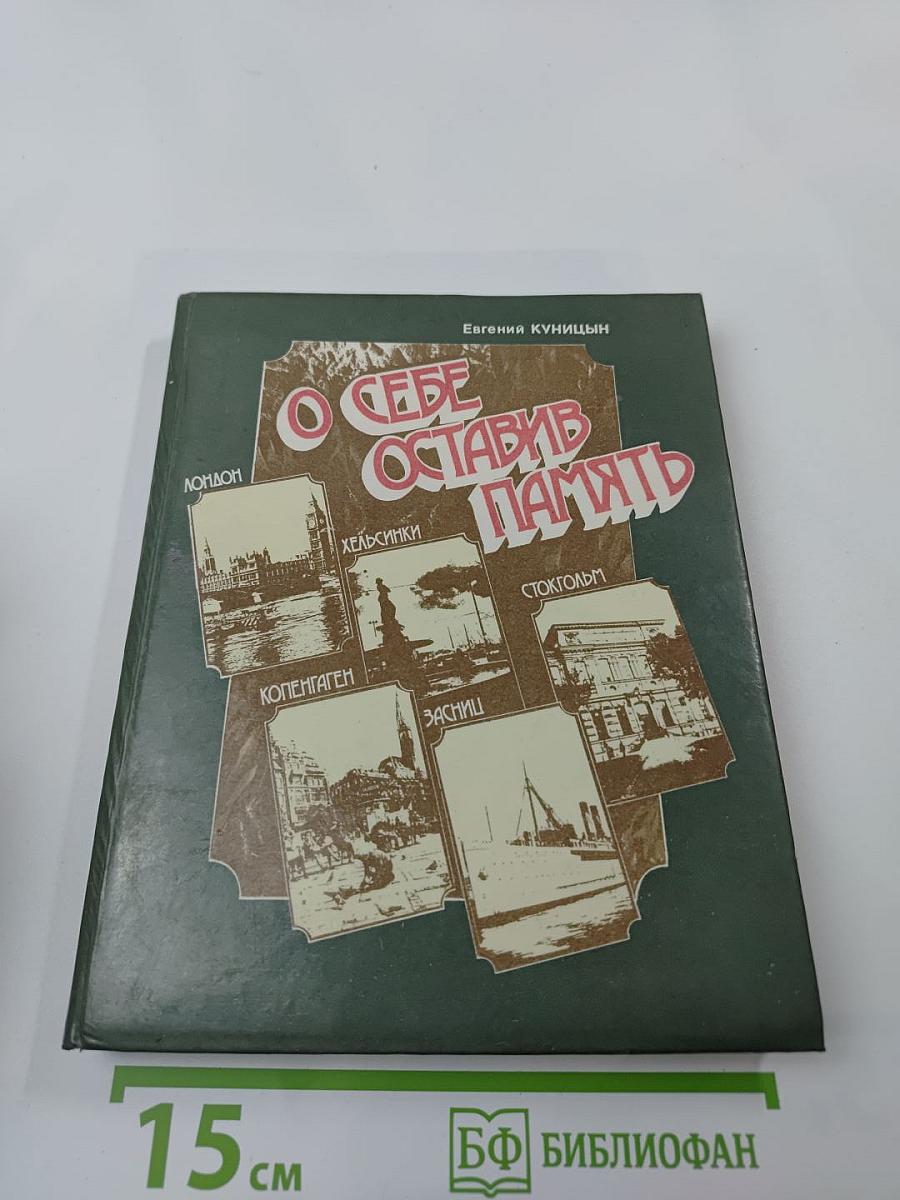 Евгений КУНИЦЫН
О СЕБЕ
ОСТАВИВ
ПАМЯТЬ
ЛОНДОН
ХЕЛЬСИНКИ
СТОКГОЛЬМ
КОПЕНГАГЕН
ЗАСНИЦ
15 см
БФ БИБЛИОФАН